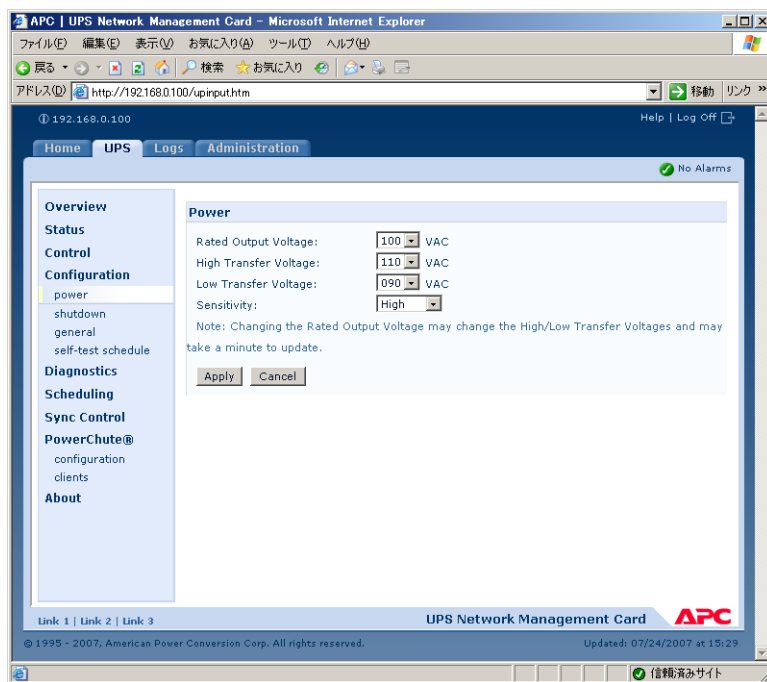 APC | UPS Network Management Card - Microsoft Internet Explorer
ファイル(F) 編集(E) 表示(V) お気に入り(A) ツール(T) ヘルプ(H)
戻る 検索 お気に入り
アドレス(D) http://192.168.0.100/upinput.htm 移動 リンク »
192.168.0.100 Help | Log Off
Home UPS Logs Administration
No Alarms
Overview
Status
Control
Configuration
power
shutdown
general
self-test schedule
Diagnostics
Scheduling
Sync Control
PowerChute®
configuration
clients
About
Power
Rated Output Voltage: 100 VAC
High Transfer Voltage: 110 VAC
Low Transfer Voltage: 090 VAC
Sensitivity: High
Note: Changing the Rated Output Voltage may change the High/Low Transfer Voltages and may
take a minute to update.
Apply Cancel
Link 1 | Link 2 | Link 3 UPS Network Management Card APC
© 1995 - 2007, American Power Conversion Corp. All rights reserved. Updated: 07/24/2007 at 15:29
信頼済みサイト